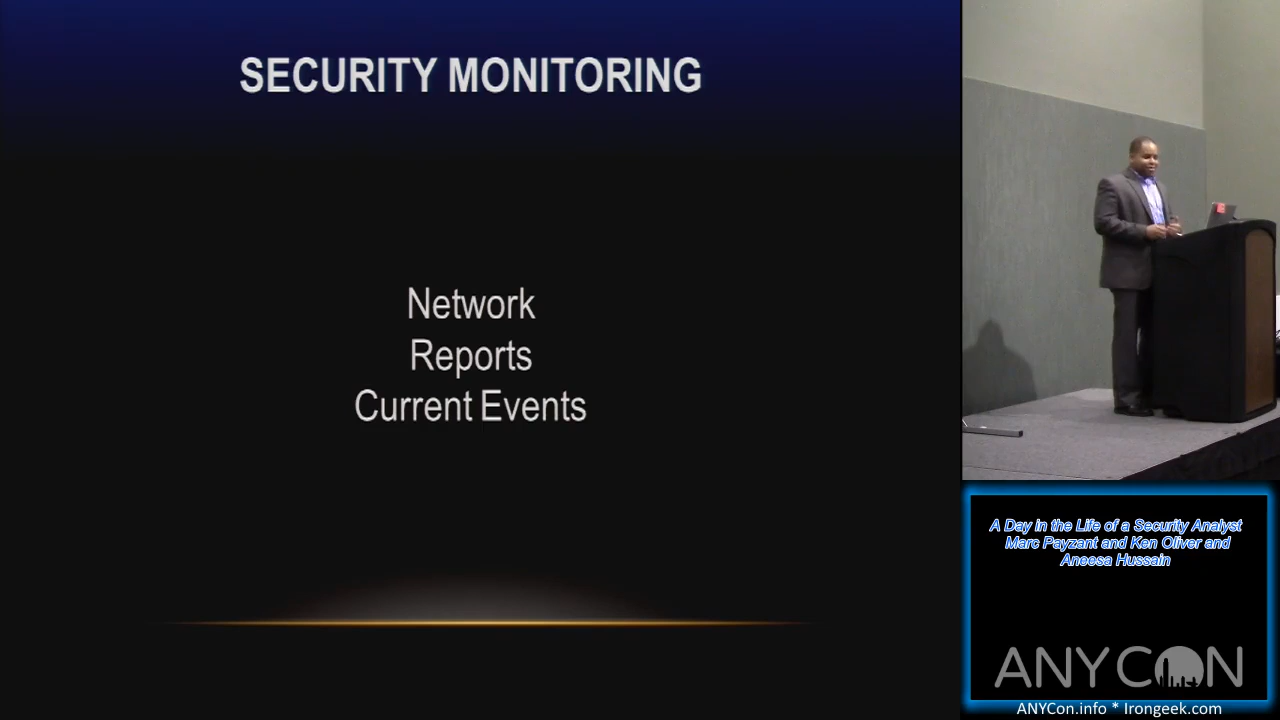 SECURITY MONITORING
Network
Reports
Current Events
A Day in the Life of a Security Analyst
Marc Payzant and Ken Oliver and
Aneesa Hussain
ANYCON
ANYCon.info * Irongeek.com